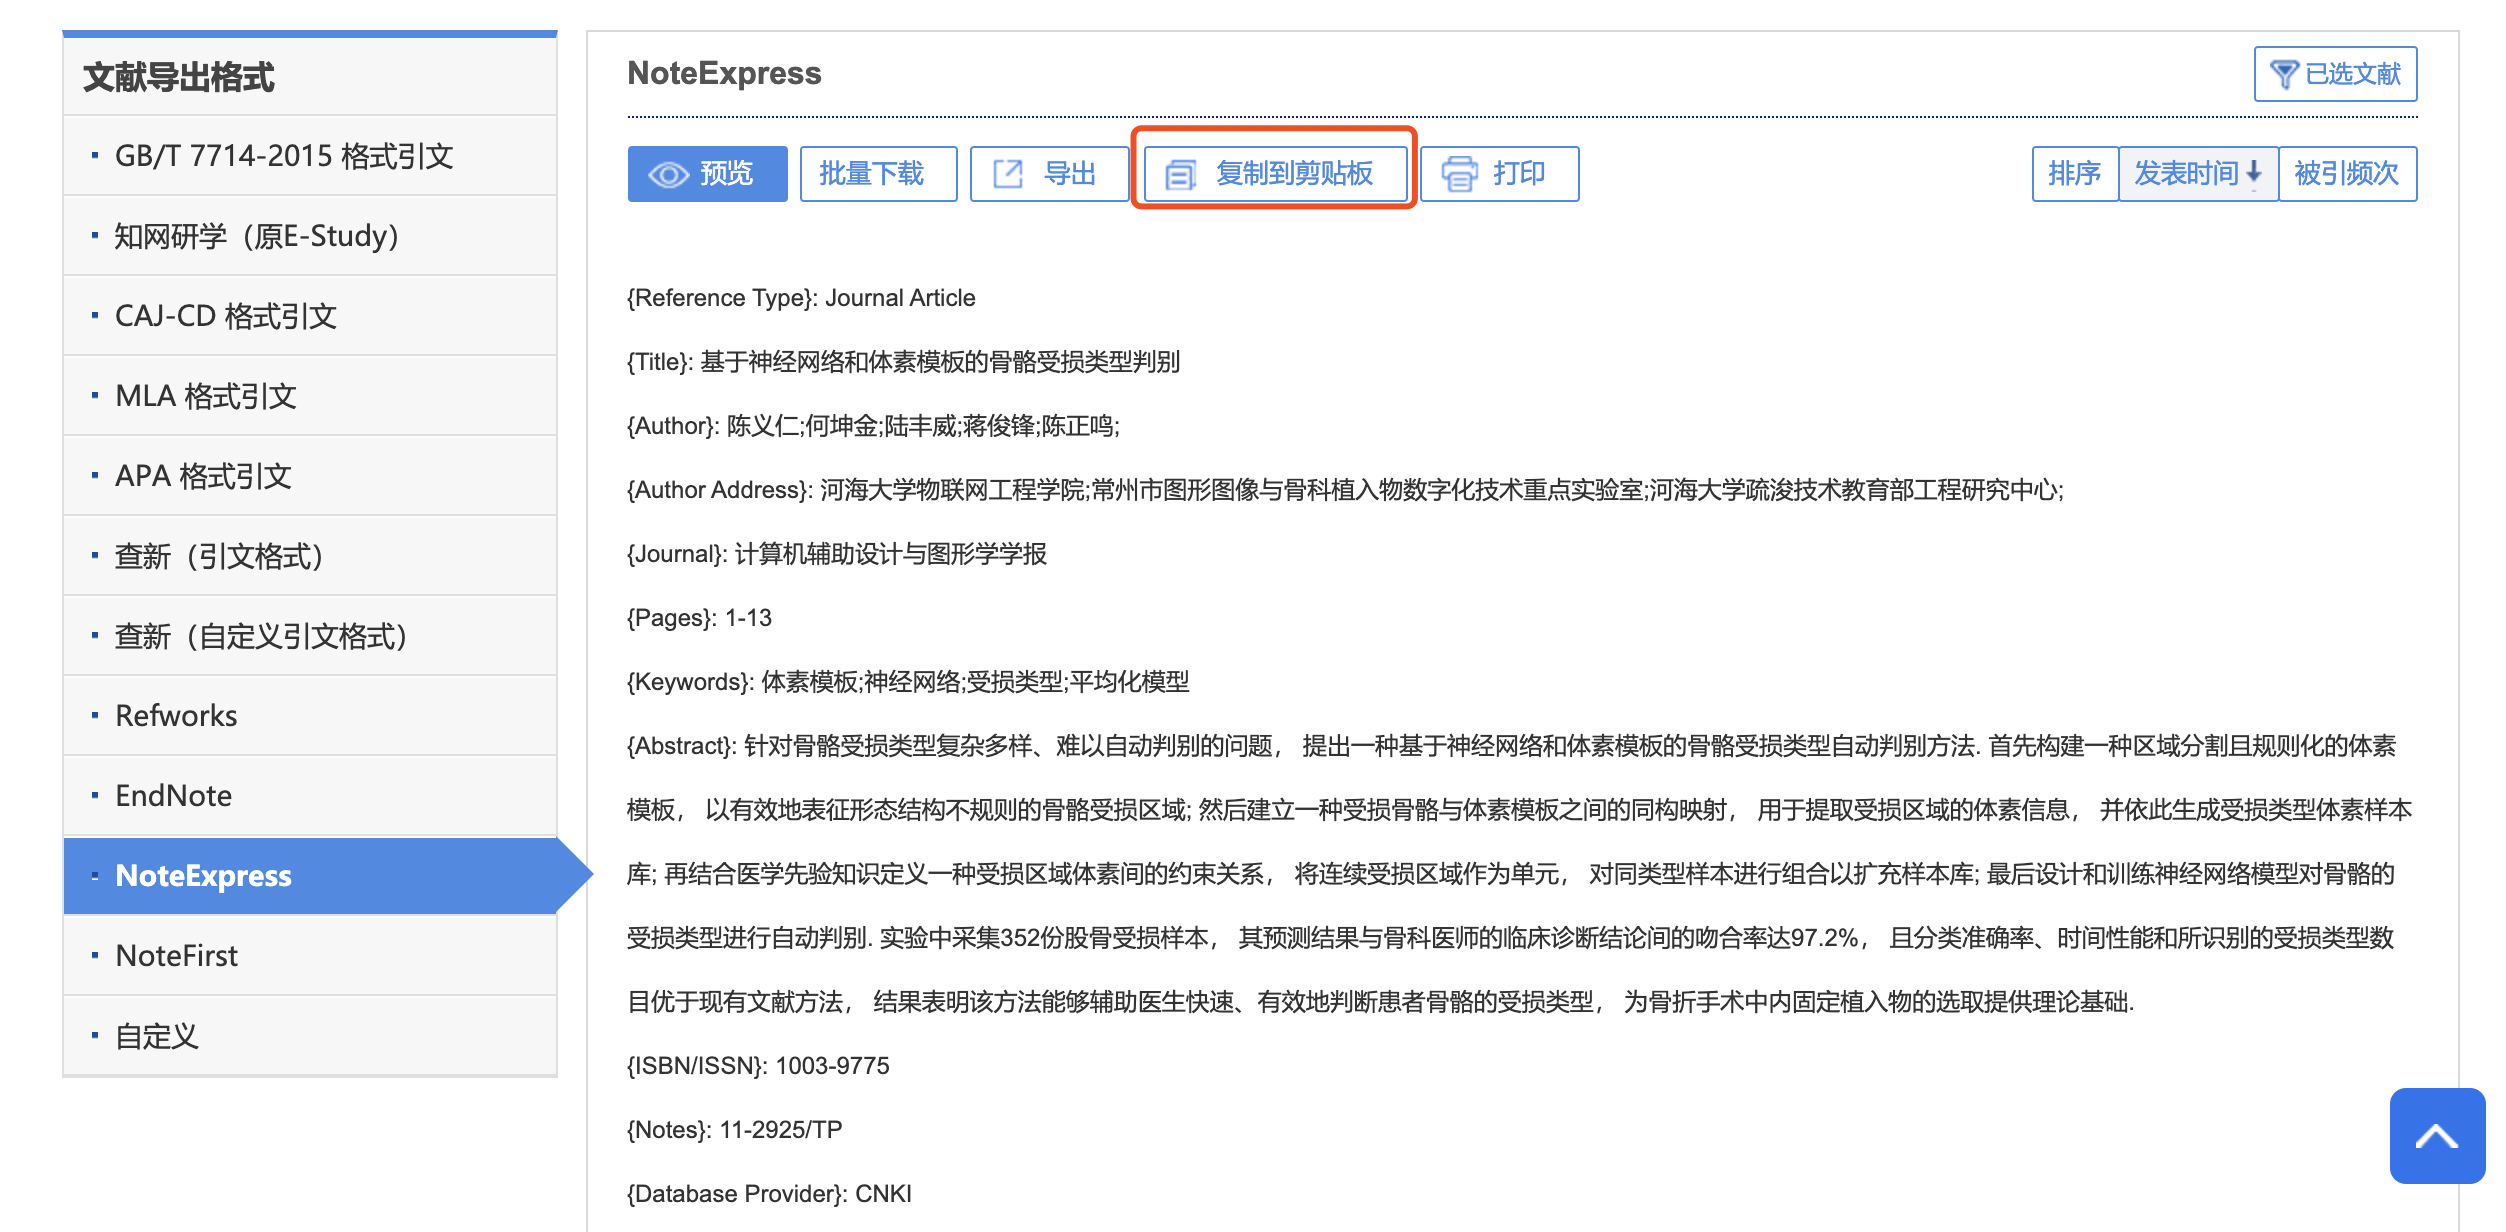 文献导出格式
GB/T 7714-2015 格式引文
知网研学（原E-Study）
CAJ-CD 格式引文
MLA 格式引文
APA 格式引文
查新（引文格式）
查新（自定义引文格式）
Refworks
EndNote
NoteExpress
NoteFirst
自定义
NoteExpress
已选文献
预览 批量下载 导出 复制到剪贴板 打印 排序 发表时间 被引频次
{Reference Type}: Journal Article
{Title}: 基于神经网络和体素模板的骨骼受损类型判别
{Author}: 陈义仁;何坤金;陆丰威;蒋俊锋;陈正鸣;
{Author Address}: 河海大学物联网工程学院;常州市图形图像与骨科植入物数字化技术重点实验室;河海大学疏浚技术教育部工程研究中心;
{Journal}: 计算机辅助设计与图形学学报
{Pages}: 1-13
{Keywords}: 体素模板;神经网络;受损类型;平均化模型
{Abstract}: 针对骨骼受损类型复杂多样、难以自动判别的问题， 提出一种基于神经网络和体素模板的骨骼受损类型自动判别方法. 首先构建一种区域分割且规则化的体素
模板， 以有效地表征形态结构不规则的骨骼受损区域; 然后建立一种受损骨骼与体素模板之间的同构映射， 用于提取受损区域的体素信息， 并依此生成受损类型体素样本
库; 再结合医学先验知识定义一种受损区域体素间的约束关系， 将连续受损区域作为单元， 对同类型样本进行组合以扩充样本库; 最后设计和训练神经网络模型对骨骼的
受损类型进行自动判别. 实验中采集352份股骨受损样本， 其预测结果与骨科医师的临床诊断结论间的吻合率达97.2%， 且分类准确率、时间性能和所识别的受损类型数
目优于现有文献方法， 结果表明该方法能够辅助医生快速、有效地判断患者骨骼的受损类型， 为骨折手术中内固定植入物的选取提供理论基础.
{ISBN/ISSN}: 1003-9775
{Notes}: 11-2925/TP
{Database Provider}: CNKI